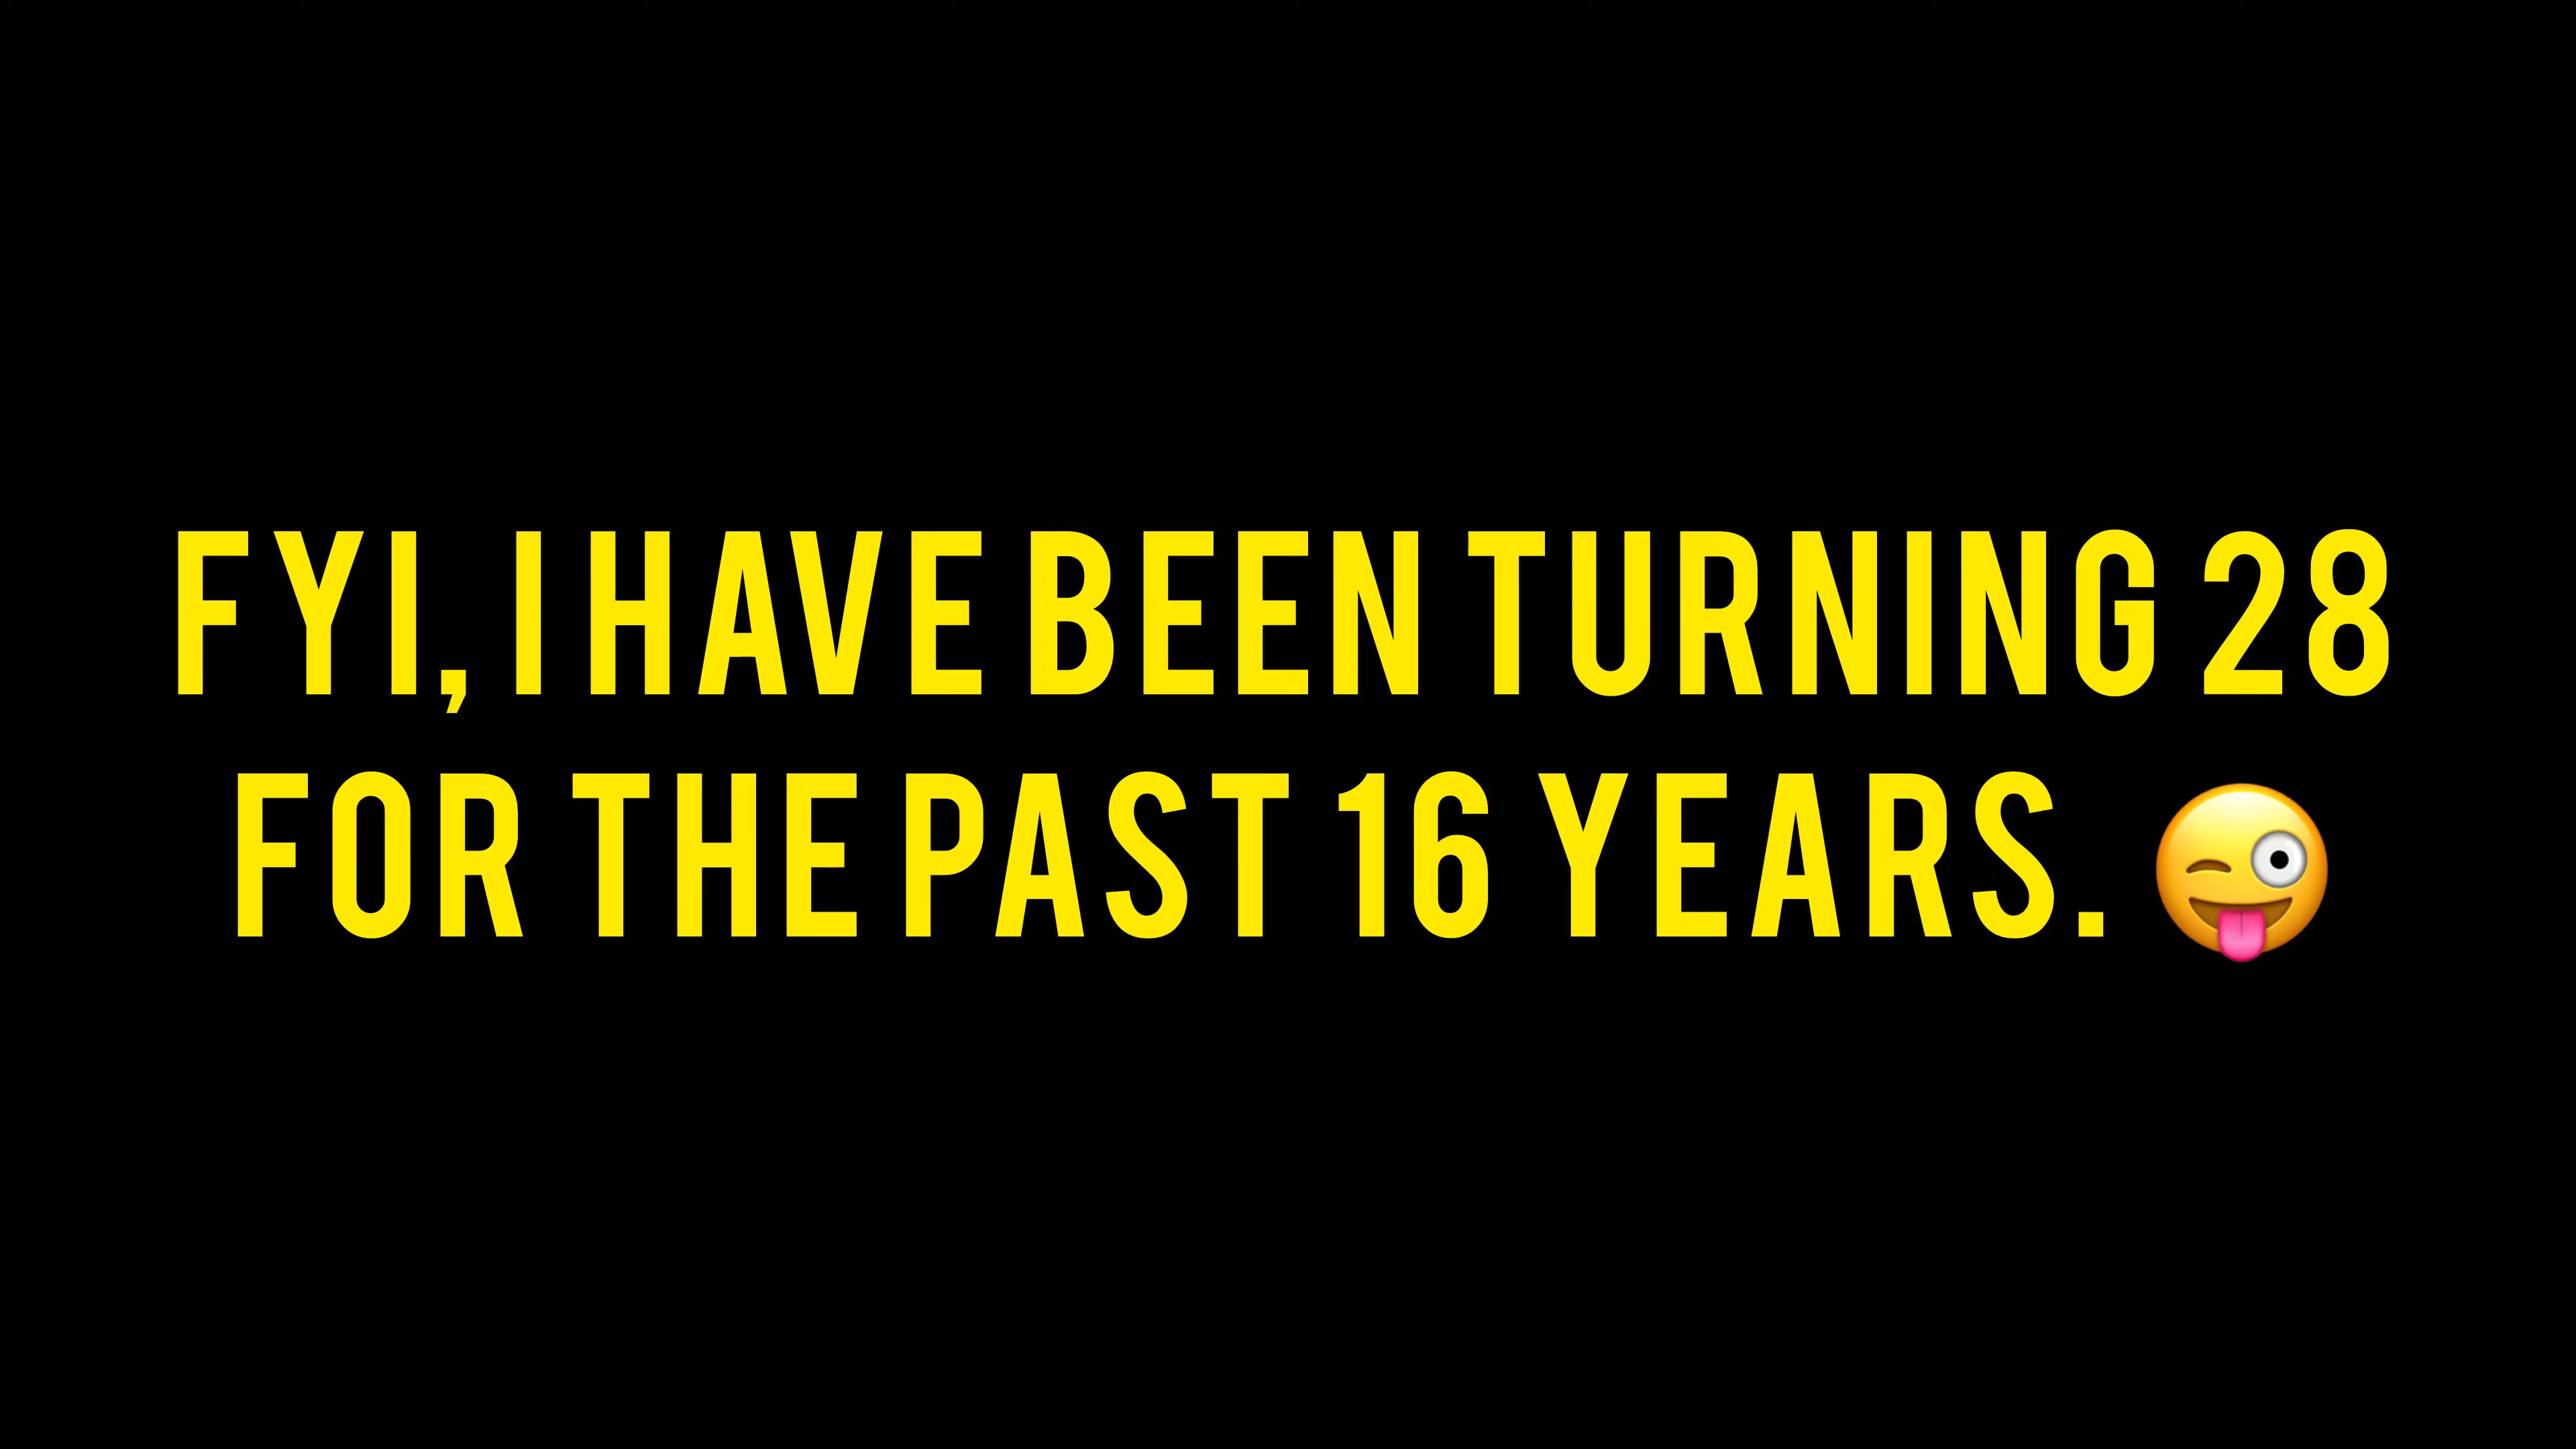 FYI, I HAVE BEEN TURNING 28
FOR THE PAST 16 YEARS. 😜